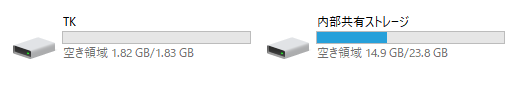 TK
空き領域 1.82 GB/1.83 GB
内部共有ストレージ
空き領域 14.9 GB/23.8 GB